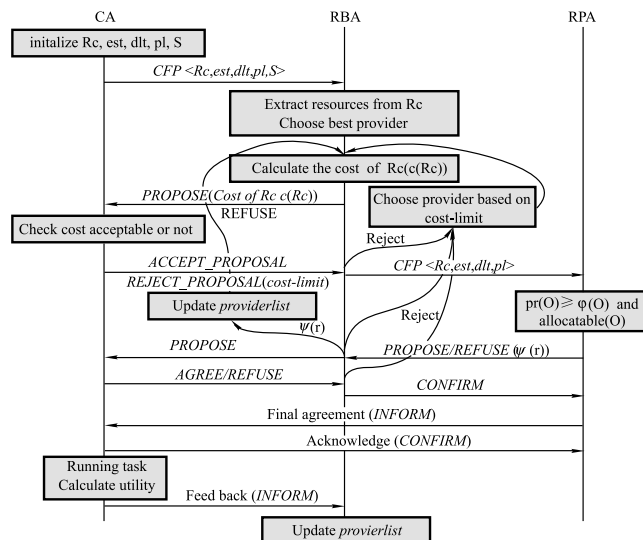 CA
RBA
RPA
initalize Rc, est, dlt, pl, S
CFP <Rc,est,dlt,pl,S>
Extract resources from Rc
Choose best provider
Calculate the cost of Rc(c(Rc))
PROPOSE(Cost of Rc c(Rc))
REFUSE
Choose provider based on
cost-limit
Check cost acceptable or not
Reject
ACCEPT_PROPOSAL
CFP <Rc,est,dlt,pl>
REJECT_PROPOSAL(cost-limit)
Update providerlist
pr(O)≥ φ(O) and
allocatable(O)
Reject
ψ(r)
PROPOSE
PROPOSE/REFUSE (ψ (r))
AGREE/REFUSE
CONFIRM
Final agreement (INFORM)
Acknowledge (CONFIRM)
Running task
Calculate utility
Feed back (INFORM)
Update provierlist